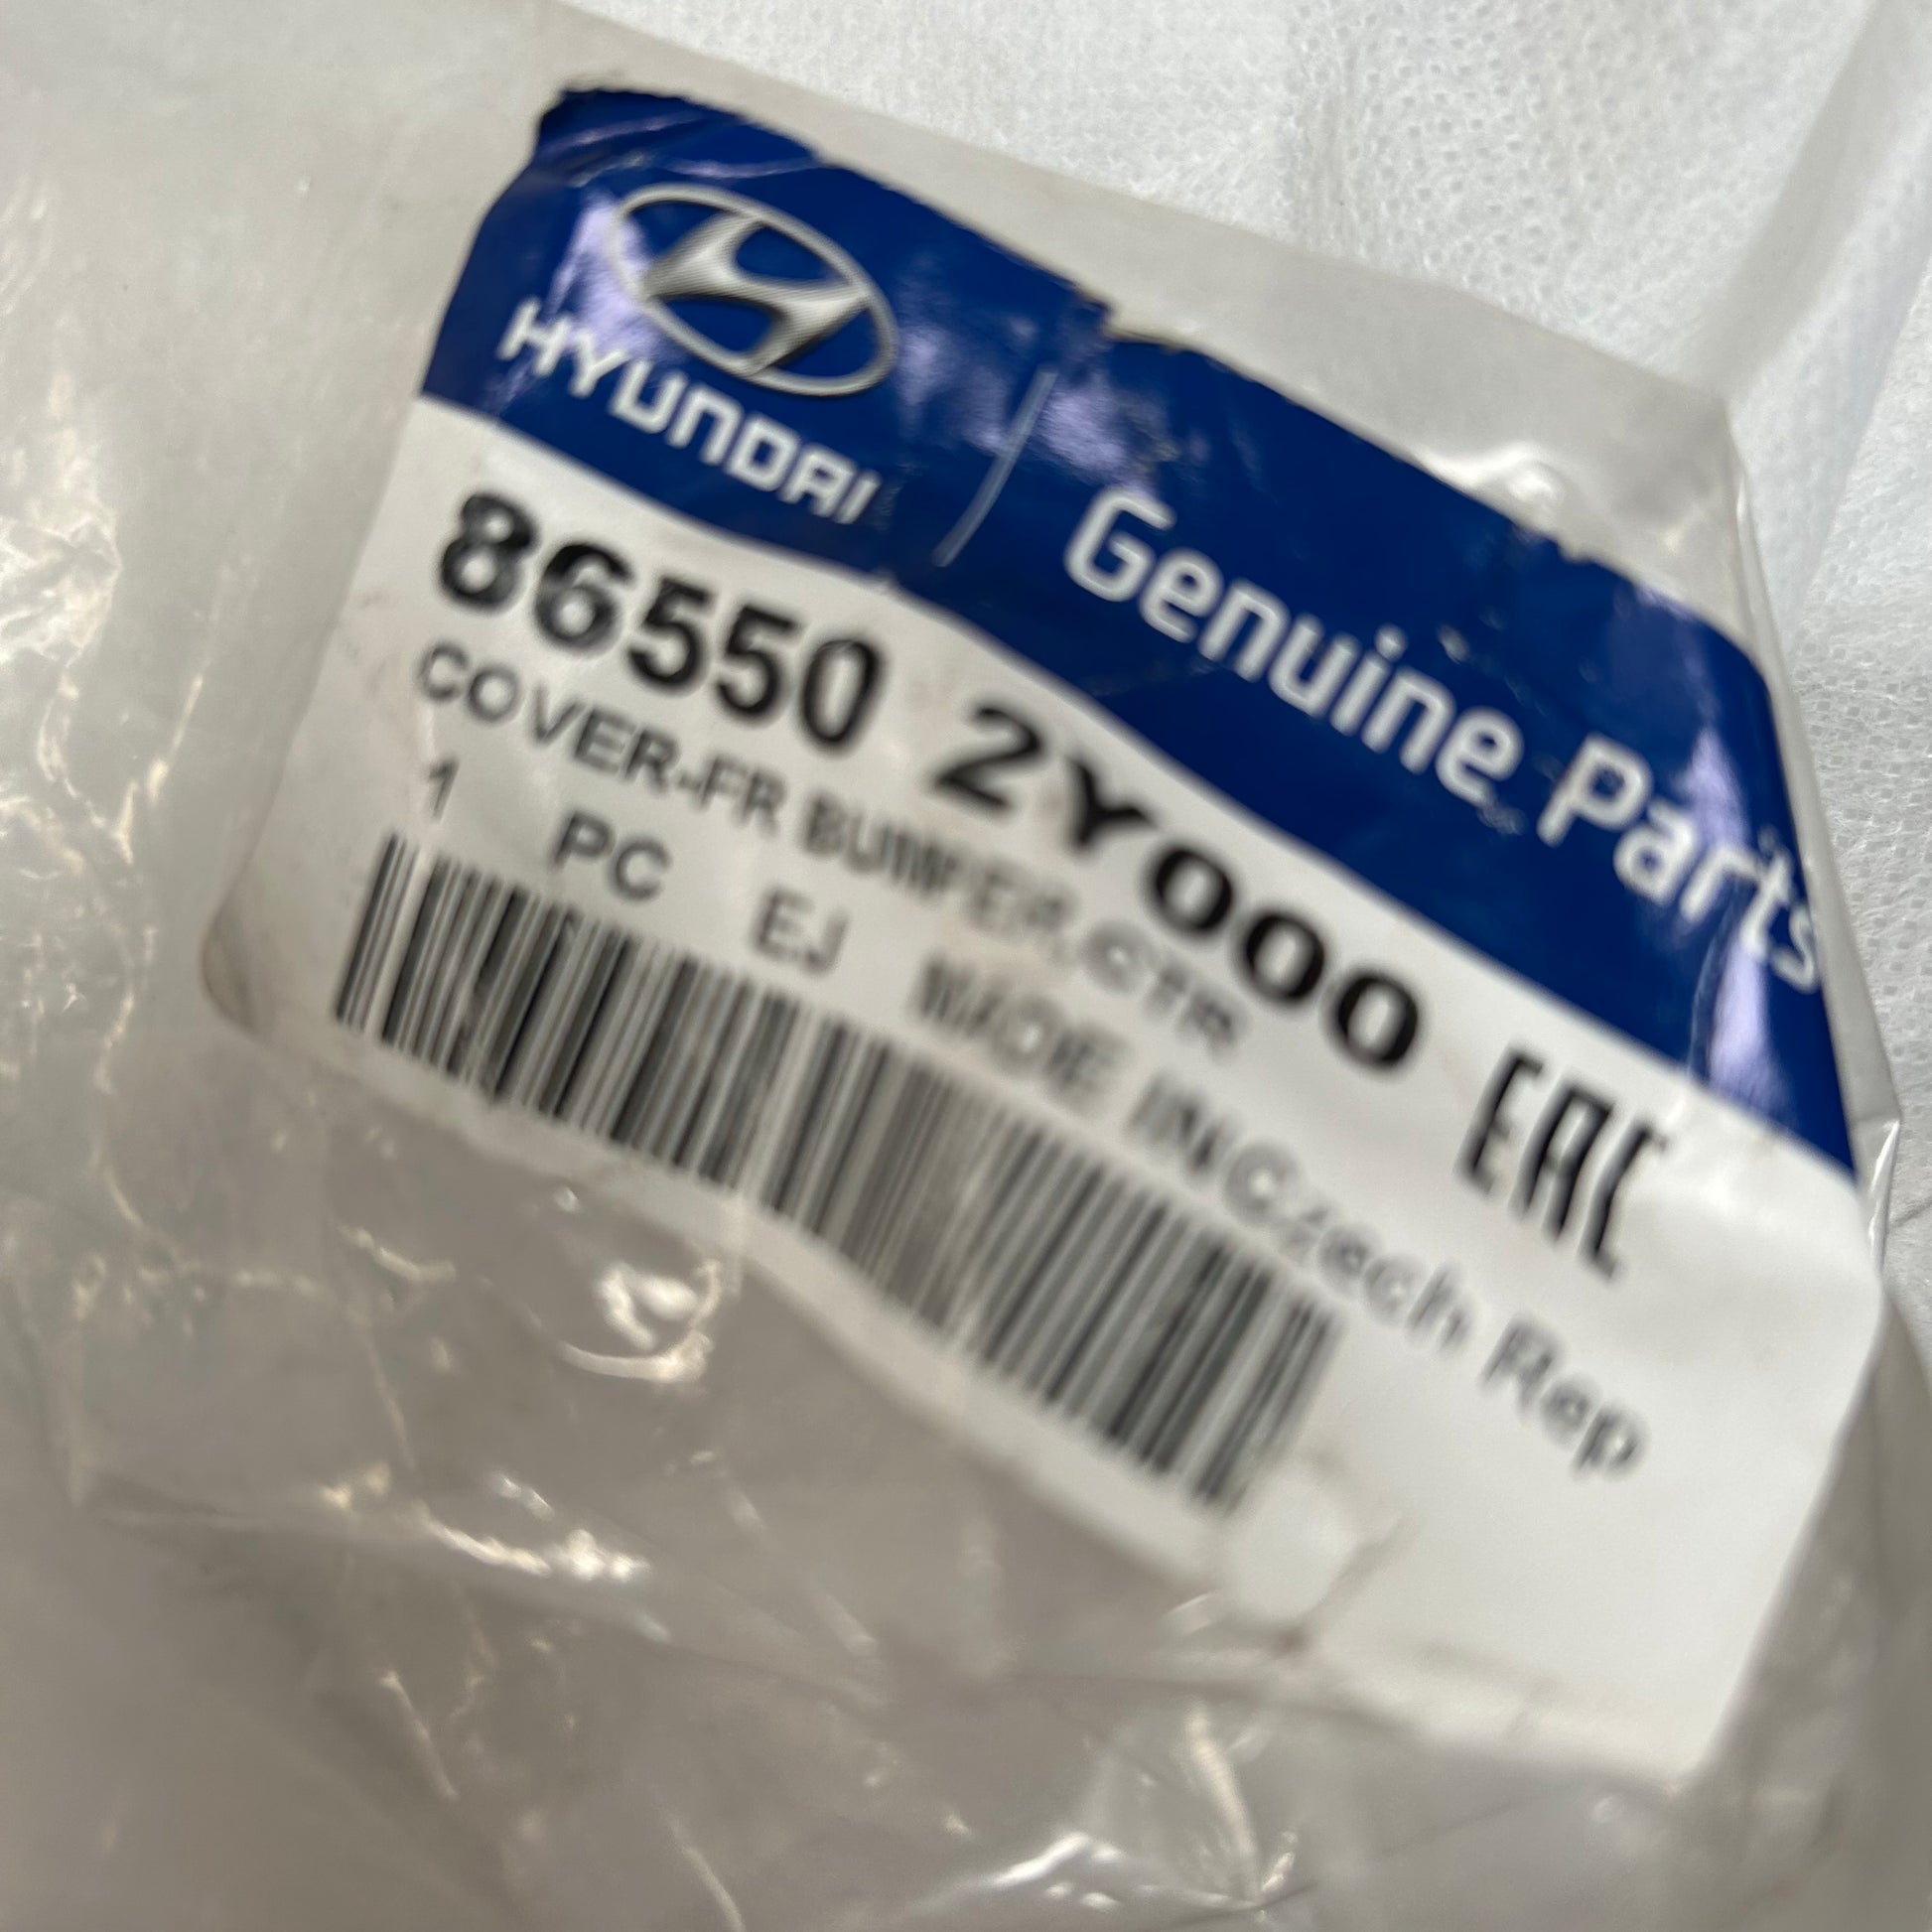 HYUNDAI Genuine Parts
86550 2Y000 EAC
COVER-FR BUMPER,CTR
1 PC EJ MADE IN Czech Rep